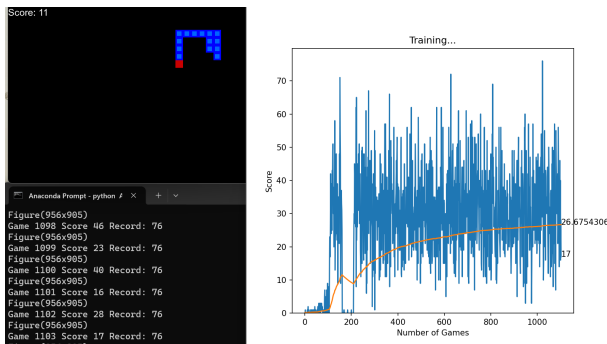 Score: 11
Anaconda Prompt - python
Figure(956x905)
Game 1098 Score 46 Record: 76
Figure(956x905)
Game 1099 Score 23 Record: 76
Figure(956x905)
Game 1100 Score 40 Record: 76
Figure(956x905)
Game 1101 Score 16 Record: 76
Figure(956x905)
Game 1102 Score 28 Record: 76
Figure(956x905)
Game 1103 Score 17 Record: 76
Training...
Score
70
60
50
40
30
20
10
0
26.6754306
17
0 200 400 600 800 1000
Number of Games